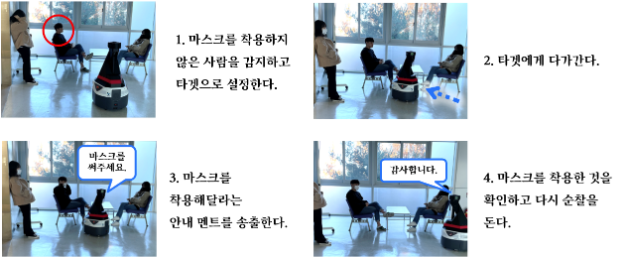 1. 마스크를 착용하지
않은 사람을 감지하고
타겟으로 설정한다.
2. 타겟에게 다가간다.
마스크를
써주세요.
3. 마스크를
착용해달라는
안내 멘트를 송출한다.
감사합니다.
4. 마스크를 착용한 것을
확인하고 다시 순찰을
돈다.